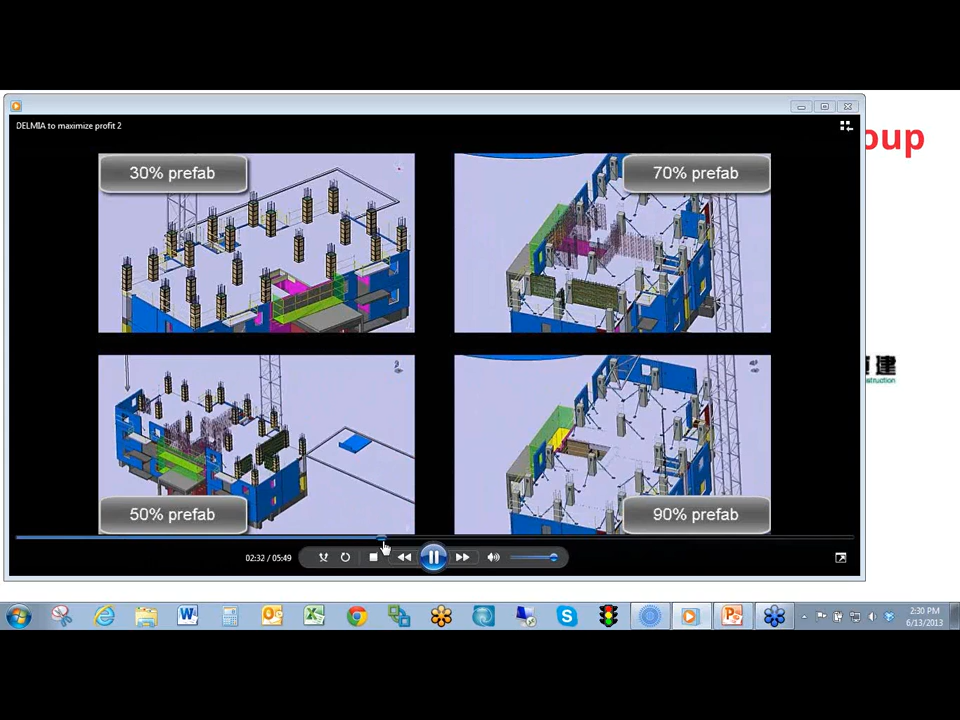 DELMIA to maximize profit 2
oup
30% prefab
70% prefab
建
struction
50% prefab
90% prefab
02:32 / 05:49
2:30 PM
6/13/2013